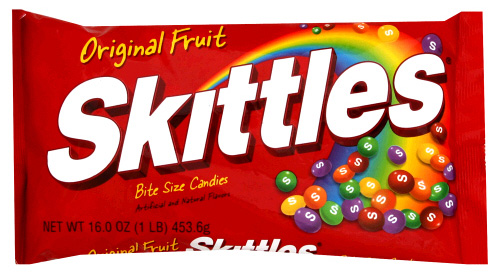 Original Fruit
Skittles®
Bite Size Candies
Artificial and Natural Flavors
NET WT 16.0 OZ (1 LB) 453.6g
Original Fruit Skittles